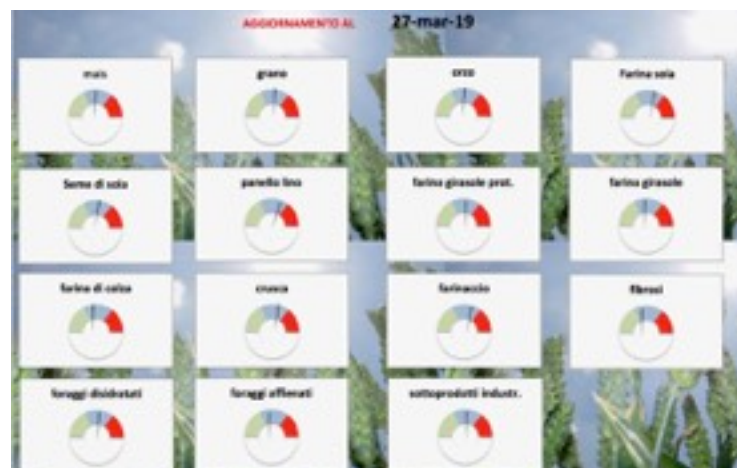 AGGIORNAMENTO AL 27-mar-19
mais grano orzo Farina soia
Seme di soia panello lino farina girasole prot. farina girasole
farina di colza crusca farinaccio fibrosi
foraggi disidratati foraggi affienati sottoprodotti industr.